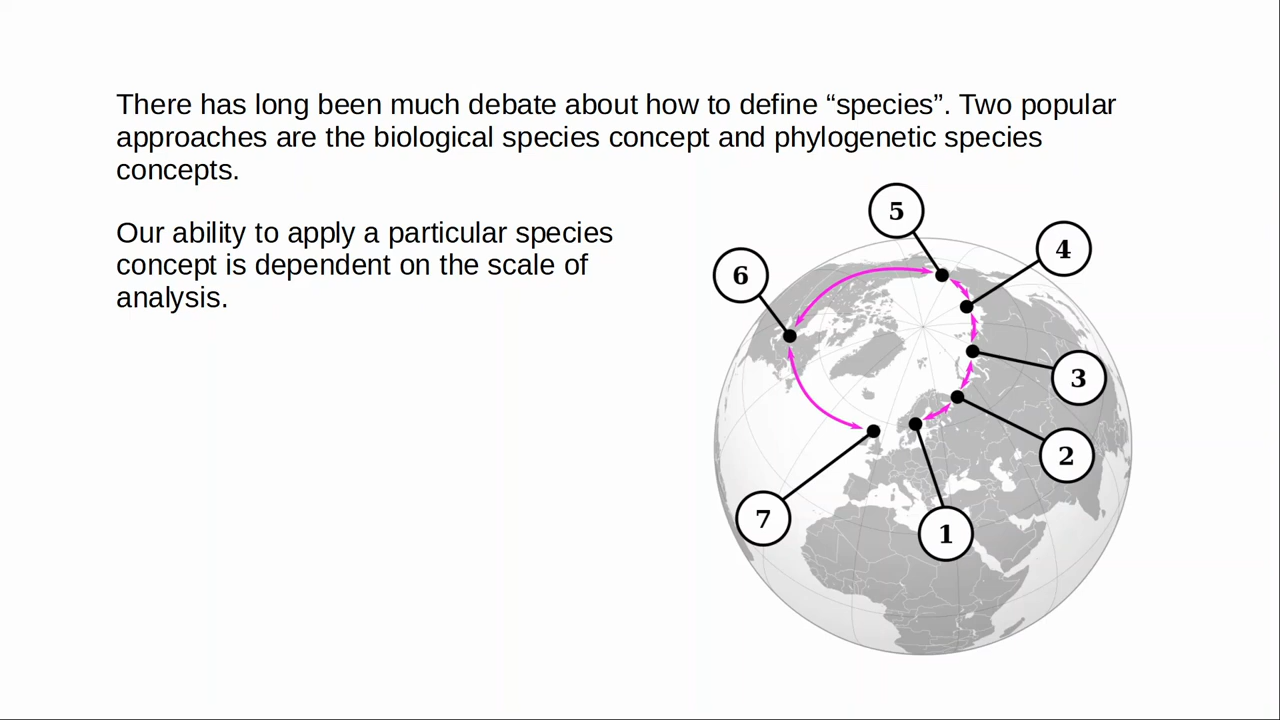 There has long been much debate about how to define “species”. Two popular
approaches are the biological species concept and phylogenetic species
concepts.
Our ability to apply a particular species
concept is dependent on the scale of
analysis.
5
4
6
3
2
7
1